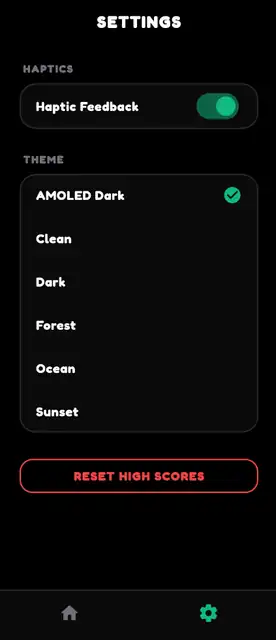 SETTINGS
HAPTICS
Haptic Feedback
THEME
AMOLED Dark
Clean
Dark
Forest
Ocean
Sunset
RESET HIGH SCORES